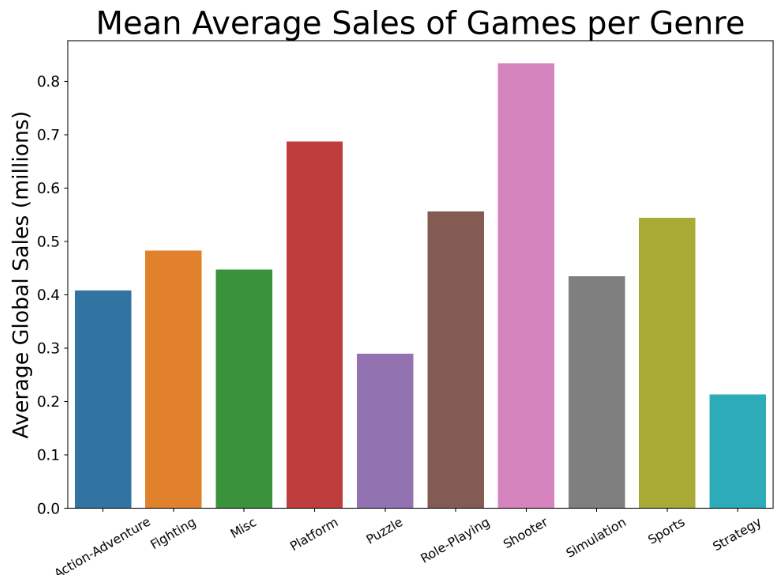 Mean Average Sales of Games per Genre
Average Global Sales (millions)
0.8
0.7
0.6
0.5
0.4
0.3
0.2
0.1
0.0
Action-Adventure
Fighting
Misc
Platform
Puzzle
Role-Playing
Shooter
Simulation
Sports
Strategy